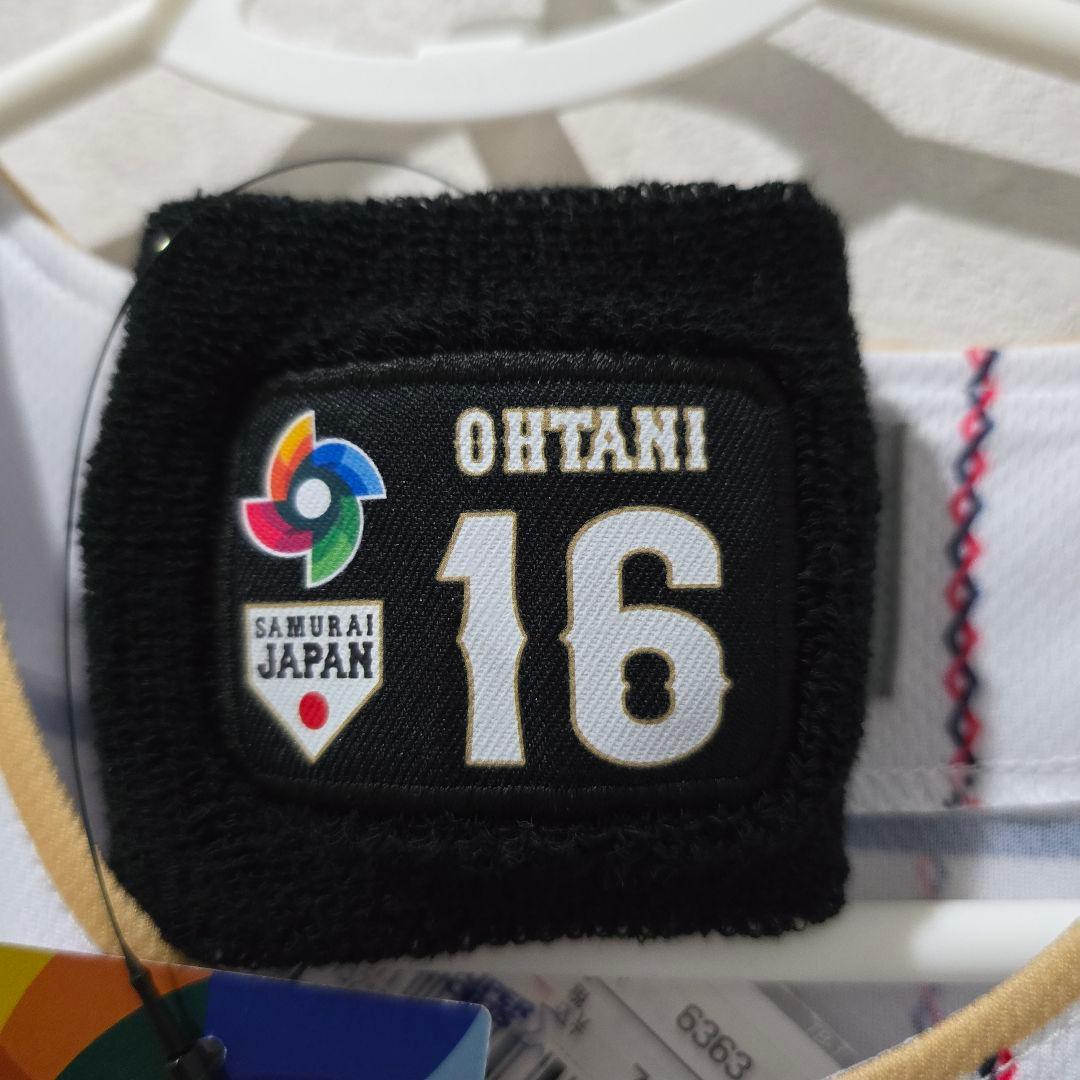 OHTANI
16
SAMURAI
JAPAN
6363